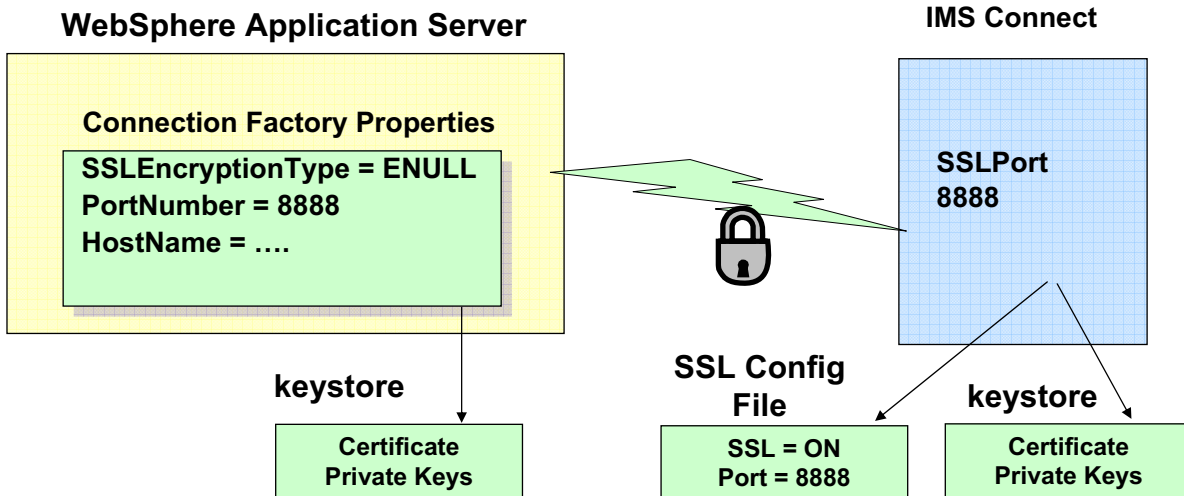 WebSphere Application Server
IMS Connect
Connection Factory Properties
SSLEncryptionType = ENULL
PortNumber = 8888
HostName = ….
SSLPort
8888
keystore
Certificate
Private Keys
SSL Config
File
SSL = ON
Port = 8888
keystore
Certificate
Private Keys